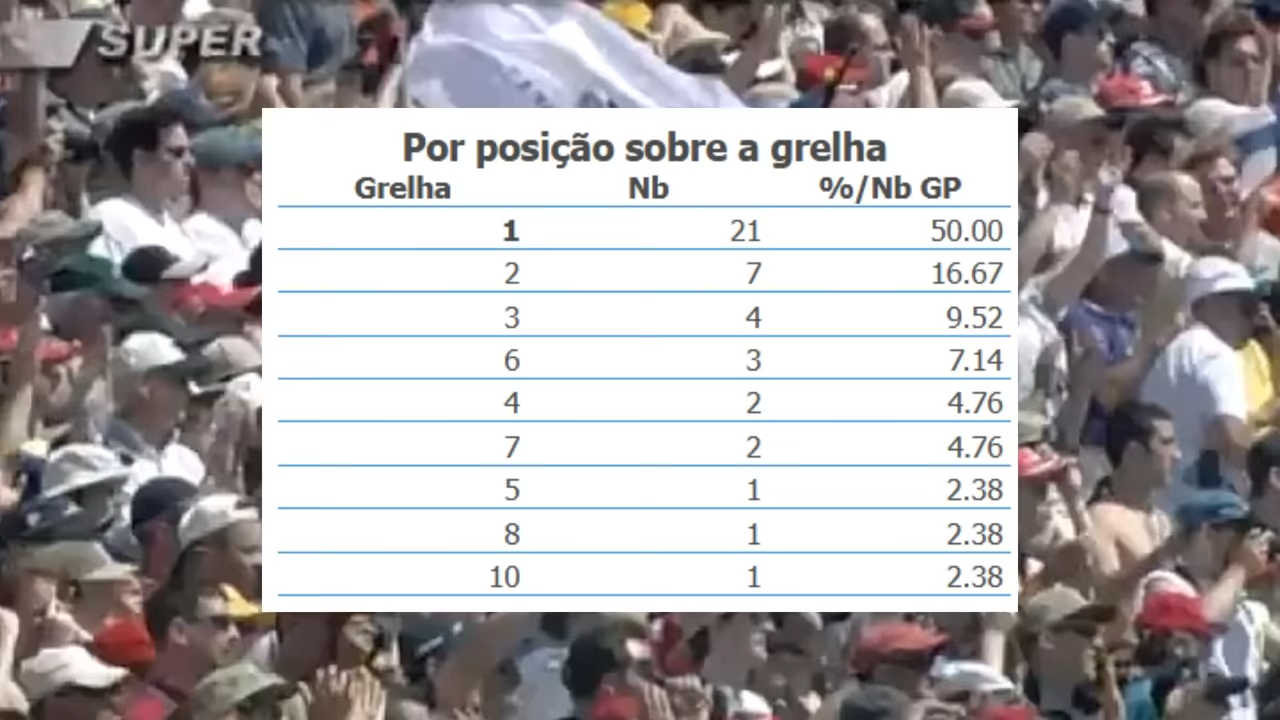 SUPER
Por posição sobre a grelha
Grelha Nb %/Nb GP
1 21 50.00
2 7 16.67
3 4 9.52
6 3 7.14
4 2 4.76
7 2 4.76
5 1 2.38
8 1 2.38
10 1 2.38